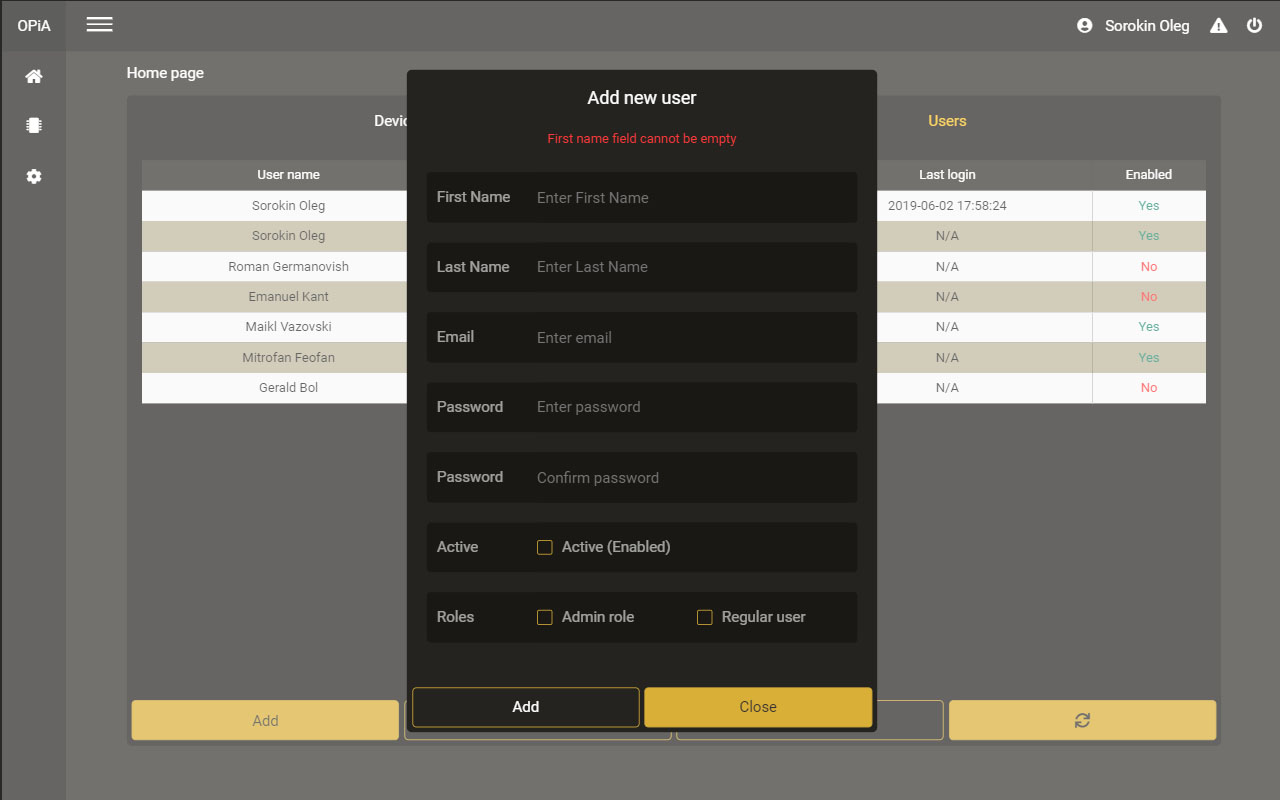 OPiA
Sorokin Oleg
Home page
Devic
Users
User name
Last login
Enabled
Sorokin Oleg
2019-06-02 17:58:24
Yes
Sorokin Oleg
N/A
Yes
Roman Germanovish
N/A
No
Emanuel Kant
N/A
No
Maikl Vazovski
N/A
Yes
Mitrofan Feofan
N/A
Yes
Gerald Bol
N/A
No
Add
Add new user
First name field cannot be empty
First Name
Enter First Name
Last Name
Enter Last Name
Email
Enter email
Password
Enter password
Password
Confirm password
Active
Active (Enabled)
Roles
Admin role
Regular user
Add
Close